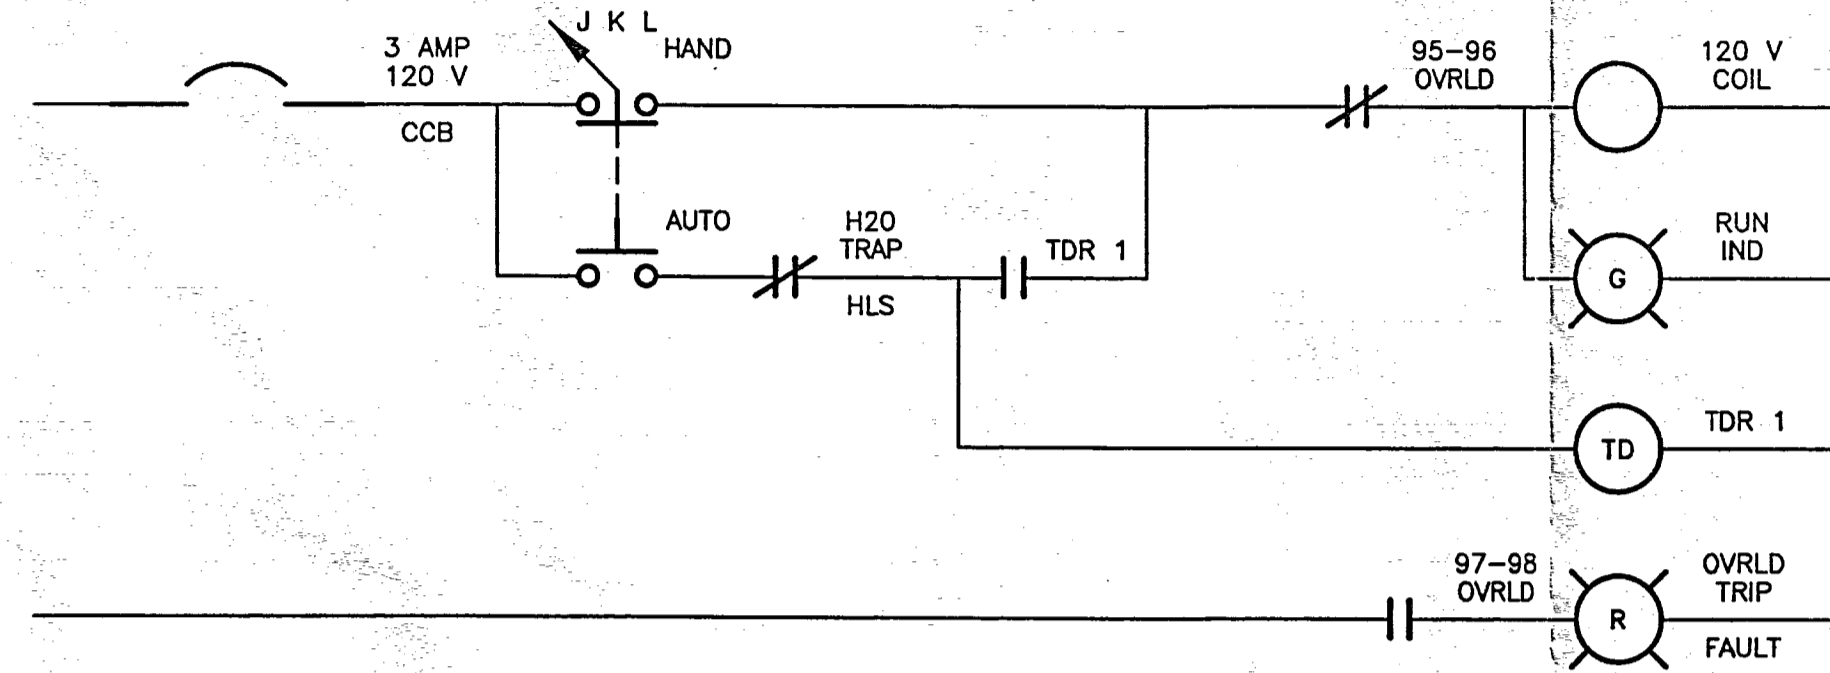 J K L
HAND
3 AMP
120 V
CCB
95-96
OVRLD
120 V
COIL
AUTO
H20
TRAP
HLS
TDR 1
RUN
IND
G
TD
TDR 1
97-98
OVRLD
R
OVRLD
TRIP
FAULT